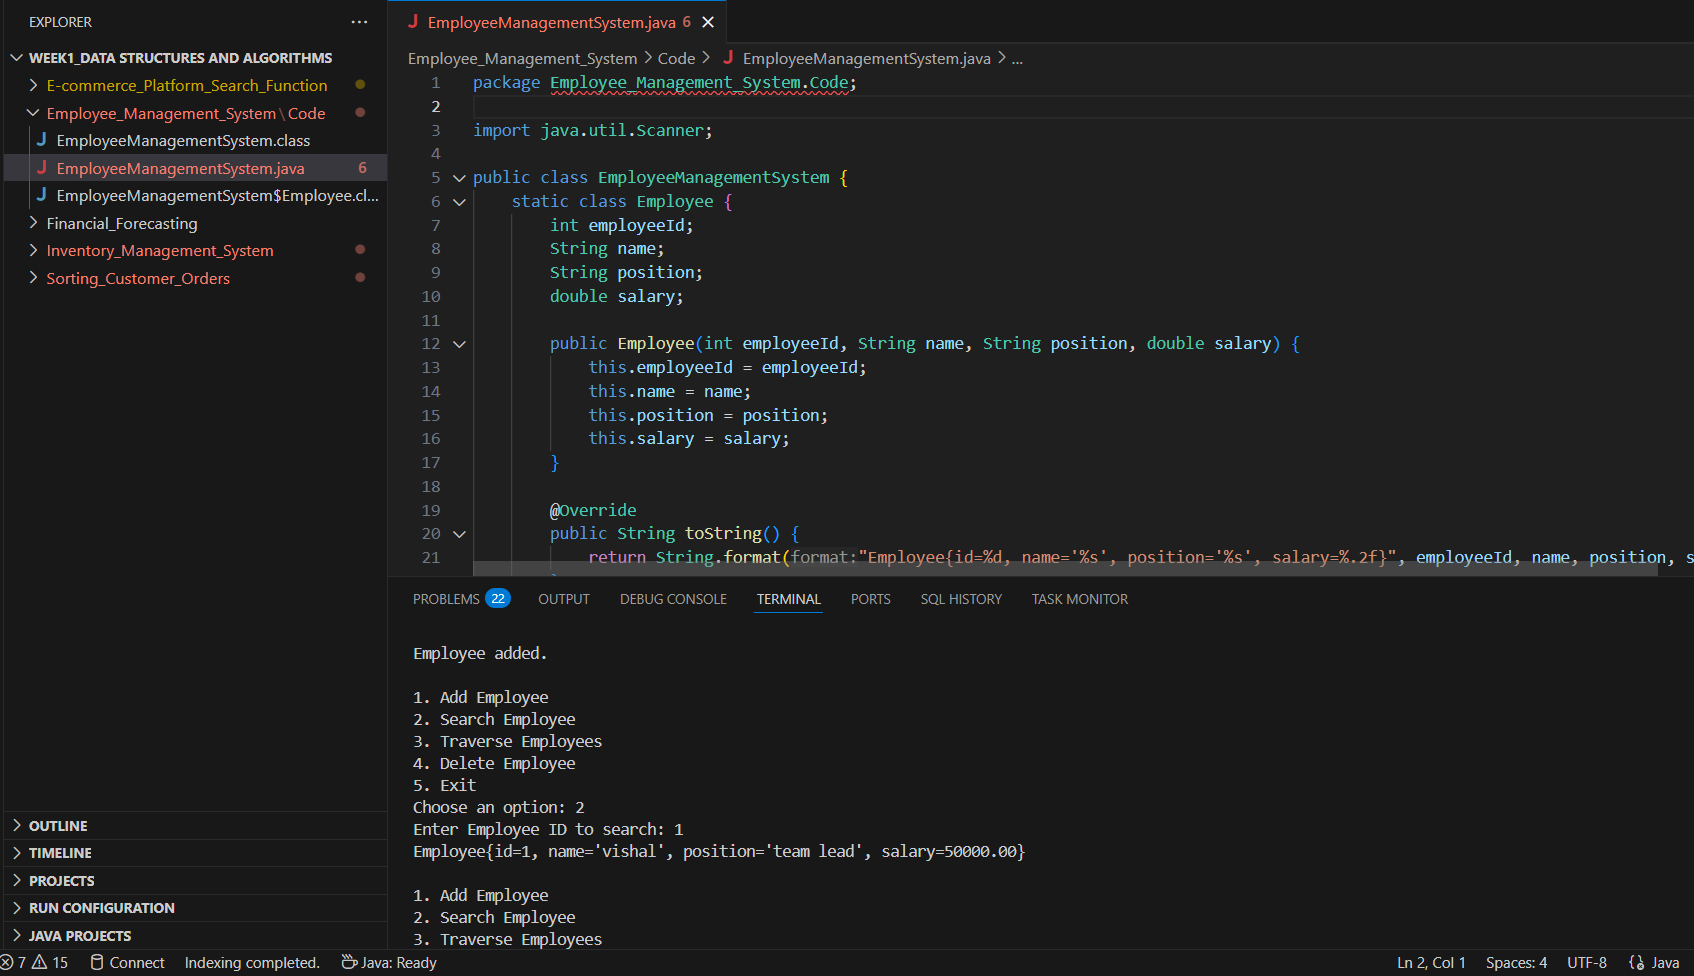 EXPLORER ...
WEEK1_DATA STRUCTURES AND ALGORITHMS
E-commerce_Platform_Search_Function
Employee_Management_System\Code
J EmployeeManagementSystem.class
J EmployeeManagementSystem.java 6
J EmployeeManagementSystem$Employee.cl...
Financial_Forecasting
Inventory_Management_System
Sorting_Customer_Orders
OUTLINE
TIMELINE
PROJECTS
RUN CONFIGURATION
JAVA PROJECTS
J EmployeeManagementSystem.java 6
Employee_Management_System > Code > J EmployeeManagementSystem.java > ...
1 package Employee_Management_System.Code;
2
3 import java.util.Scanner;
4
5 public class EmployeeManagementSystem {
6 static class Employee {
7 int employeeId;
8 String name;
9 String position;
10 double salary;
11
12 public Employee(int employeeId, String name, String position, double salary) {
13 this.employeeId = employeeId;
14 this.name = name;
15 this.position = position;
16 this.salary = salary;
17 }
18
19 @Override
20 public String toString() {
21 return String.format(format:"Employee{id=%d, name='%s', position='%s', salary=%.2f}", employeeId, name, position, s
PROBLEMS 22 OUTPUT DEBUG CONSOLE TERMINAL PORTS SQL HISTORY TASK MONITOR
Employee added.
1. Add Employee
2. Search Employee
3. Traverse Employees
4. Delete Employee
5. Exit
Choose an option: 2
Enter Employee ID to search: 1
Employee{id=1, name='vishal', position='team lead', salary=50000.00}
1. Add Employee
2. Search Employee
3. Traverse Employees
7 15 Connect Indexing completed. Java: Ready Ln 2, Col 1 Spaces: 4 UTF-8 {} Java